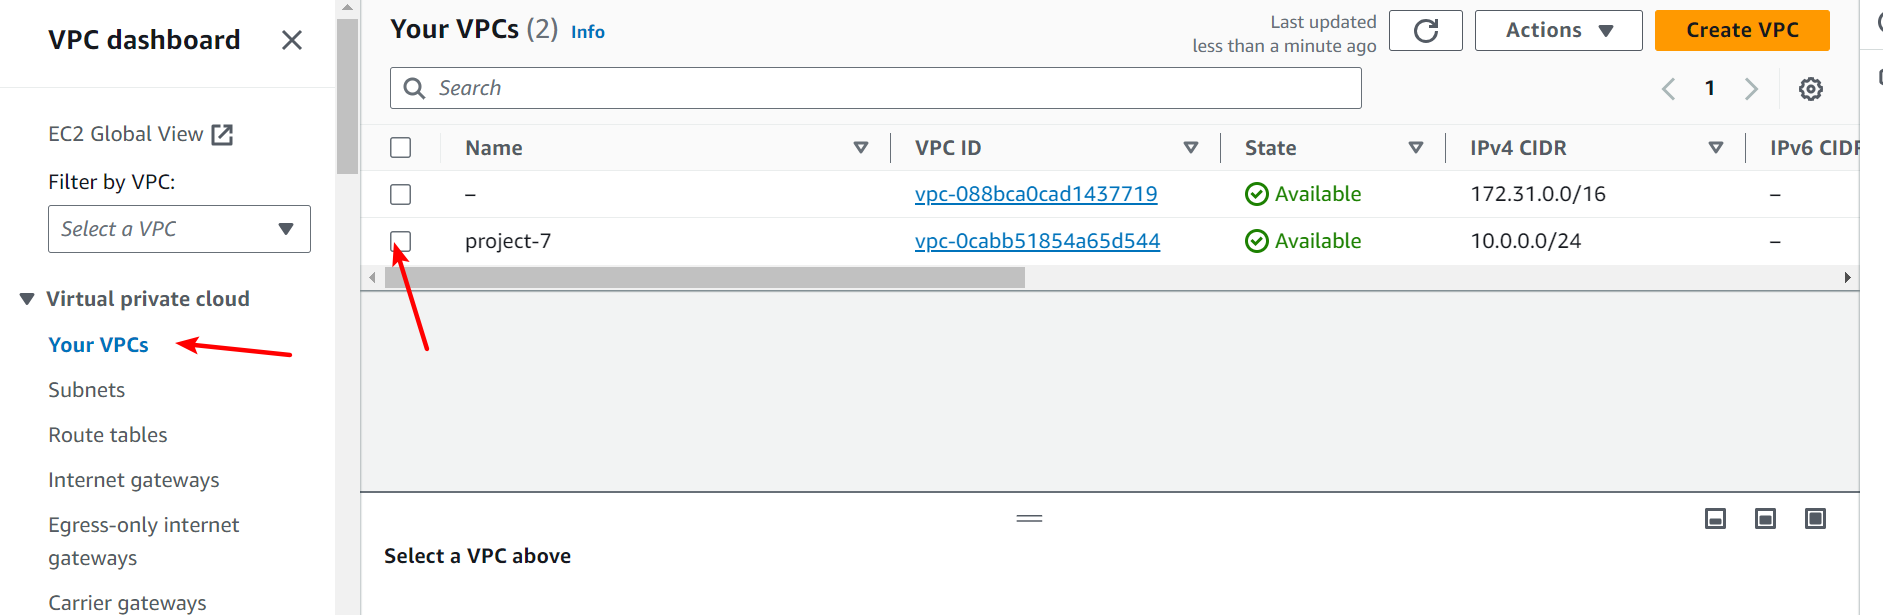 VPC dashboard
EC2 Global View
Filter by VPC:
Select a VPC
Virtual private cloud
Your VPCs
Subnets
Route tables
Internet gateways
Egress-only internet
gateways
Carrier gateways
Your VPCs (2) Info
Last updated
less than a minute ago
Actions
Create VPC
Search
1
Name VPC ID State IPv4 CIDR IPv6 CIDR
– vpc-088bca0cad1437719 Available 172.31.0.0/16 –
project-7 vpc-0cabb51854a65d544 Available 10.0.0.0/24 –
Select a VPC above